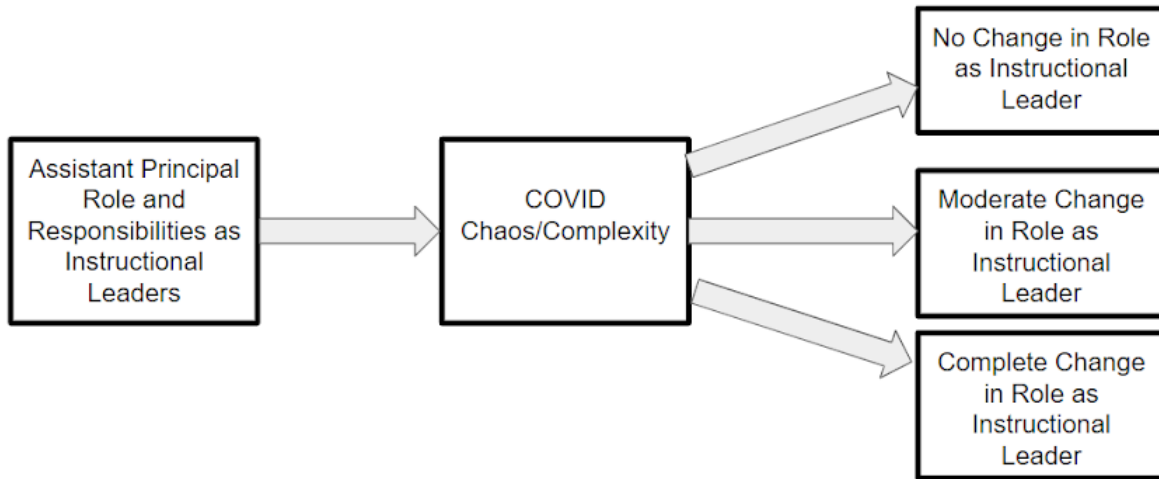 Assistant Principal
Role and
Responsibilities as
Instructional
Leaders
COVID
Chaos/Complexity
No Change in Role
as Instructional
Leader
Moderate Change
in Role as
Instructional
Leader
Complete Change
in Role as
Instructional
Leader